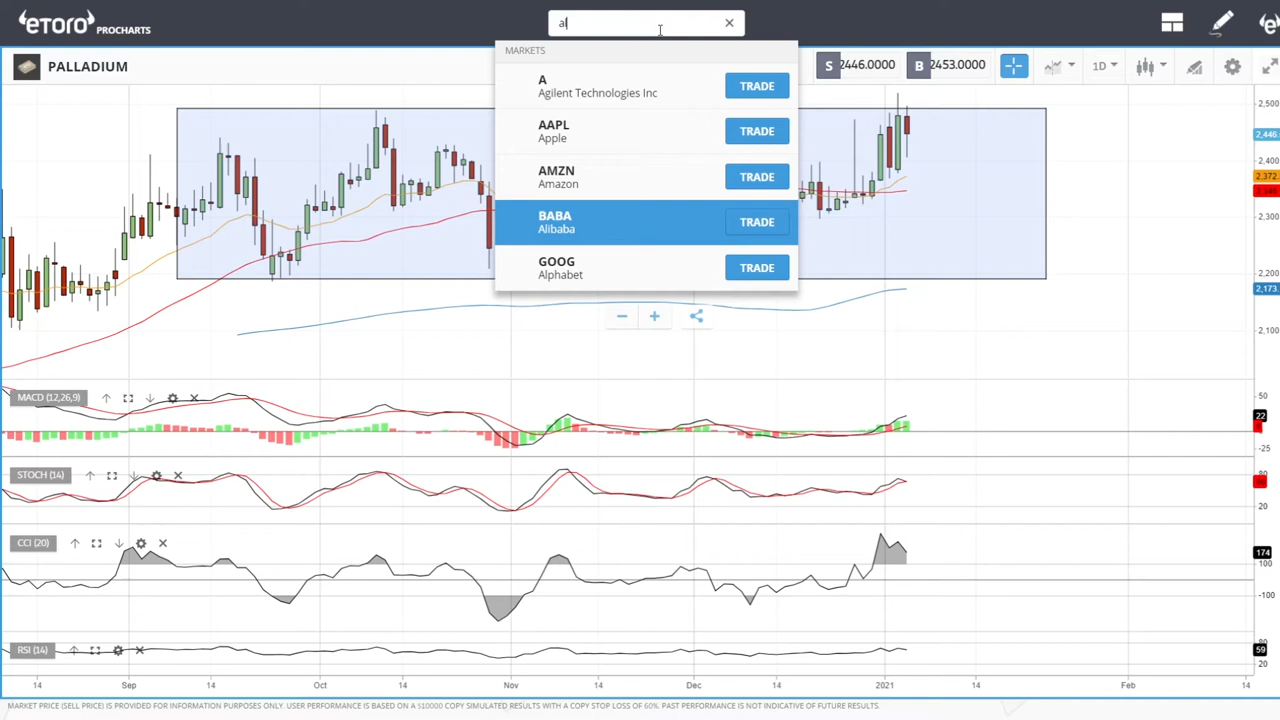 eTORO PROCHARTS
al
MARKETS
PALLADIUM
S 2446.0000
B 2453.0000
1D
A
Agilent Technologies Inc
TRADE
AAPL
Apple
TRADE
AMZN
Amazon
TRADE
BABA
Alibaba
TRADE
GOOG
Alphabet
TRADE
2,500
2,446.
2,400
2,372.
2,300
2,200
2,173.
2,100
MACD (12,26,9)
50
22
-25
STOCH (14)
80
20
CCI (20)
174
100
-100
RSI (14)
80
59
20
14 Sep 14 Oct 14 Nov 14 Dec 14 2021 14 Feb 14
MARKET PRICE (SELL PRICE) IS PROVIDED FOR INFORMATION PURPOSES ONLY. USER PERFORMANCE IS BASED ON A $10000 COPY SIMULATED RESULTS WITH A COPY STOP LOSS OF 60%. PAST PERFORMANCE IS NOT INDICATIVE OF FUTURE RESULTS.